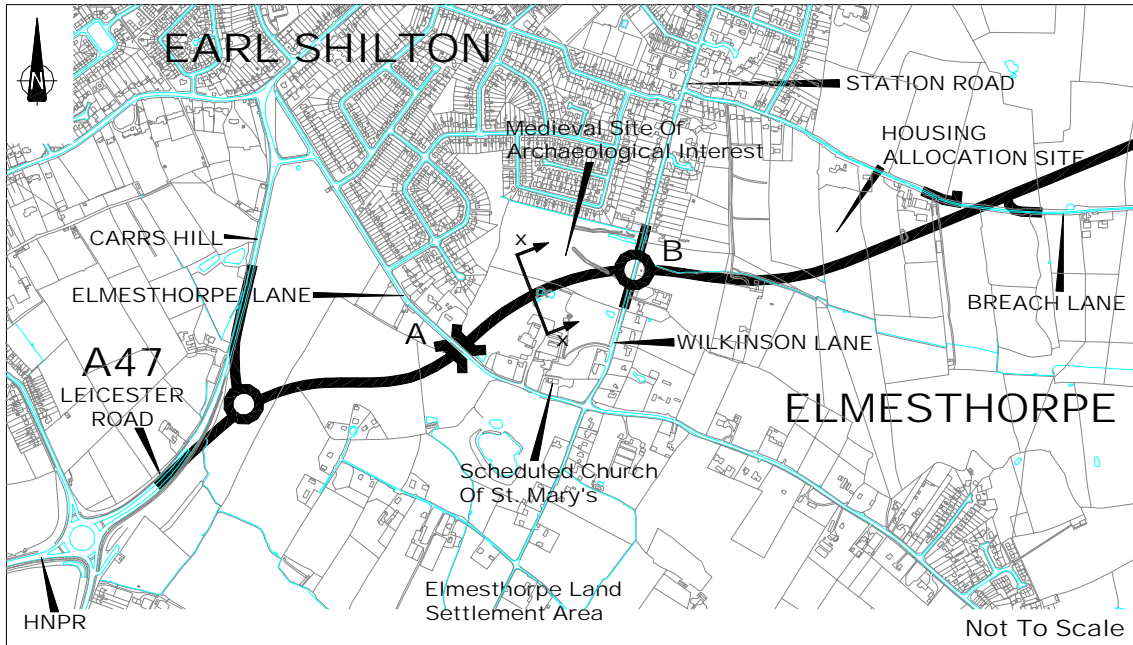 EARL SHILTON
N
STATION ROAD
Medieval Site Of
Archaeological Interest
HOUSING
ALLOCATION SITE
CARRS HILL
x
B
ELMESTHORPE LANE
BREACH LANE
A
x
WILKINSON LANE
A47
LEICESTER
ROAD
ELMESTHORPE
Scheduled Church
Of St. Mary's
Elmesthorpe Land
Settlement Area
HNPR
Not To Scale